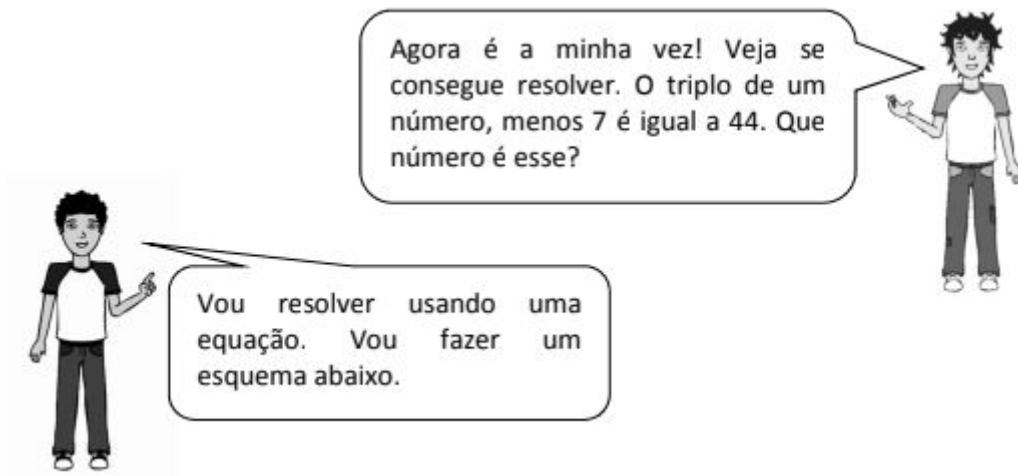 Agora é a minha vez! Veja se
consegue resolver. O triplo de um
número, menos 7 é igual a 44. Que
número é esse?
Vou resolver usando uma
equação. Vou fazer um
esquema abaixo.